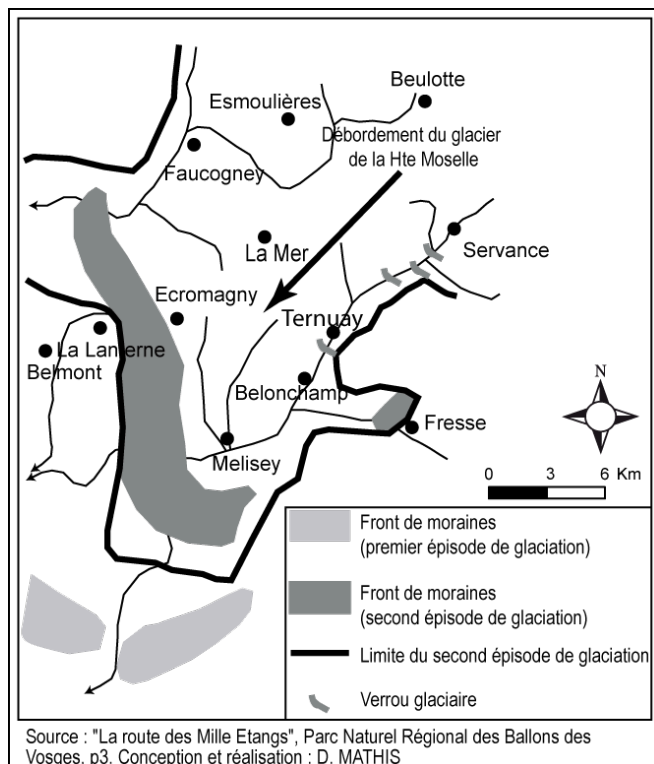 Beulotte
Esmoulières
Débordement du glacier
de la Hte Moselle
Faucogney
La Mer
Servance
Ecromagny
Ternuay
La Lanterne
Belmont
Belonchamp
Fresse
Melisey
N
0 3 6 Km
Front de moraines
(premier épisode de glaciation)
Front de moraines
(second épisode de glaciation)
Limite du second épisode de glaciation
Verrou glaciaire
Source : "La route des Mille Etangs", Parc Naturel Régional des Ballons des
Vosges, p3. Conception et réalisation : D. MATHIS